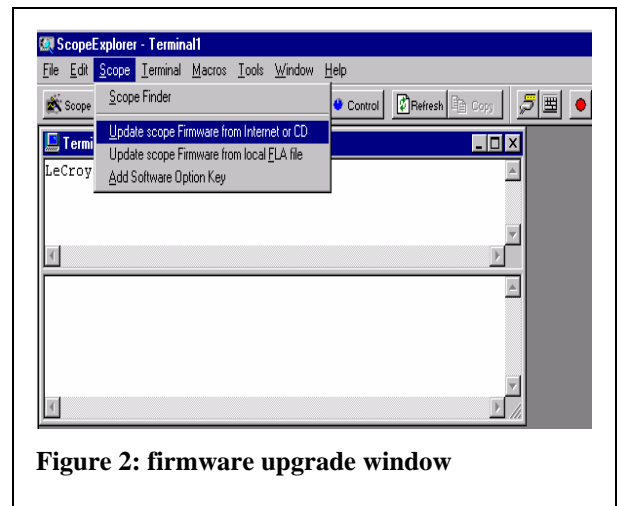 ScopeExplorer - Terminal1
File Edit Scope Terminal Macros Tools Window Help
Scope Control Refresh Copy
Scope Finder
Update scope Firmware from Internet or CD
Update scope Firmware from local FLA file
Add Software Option Key
Termi
LeCroy
Figure 2: firmware upgrade window